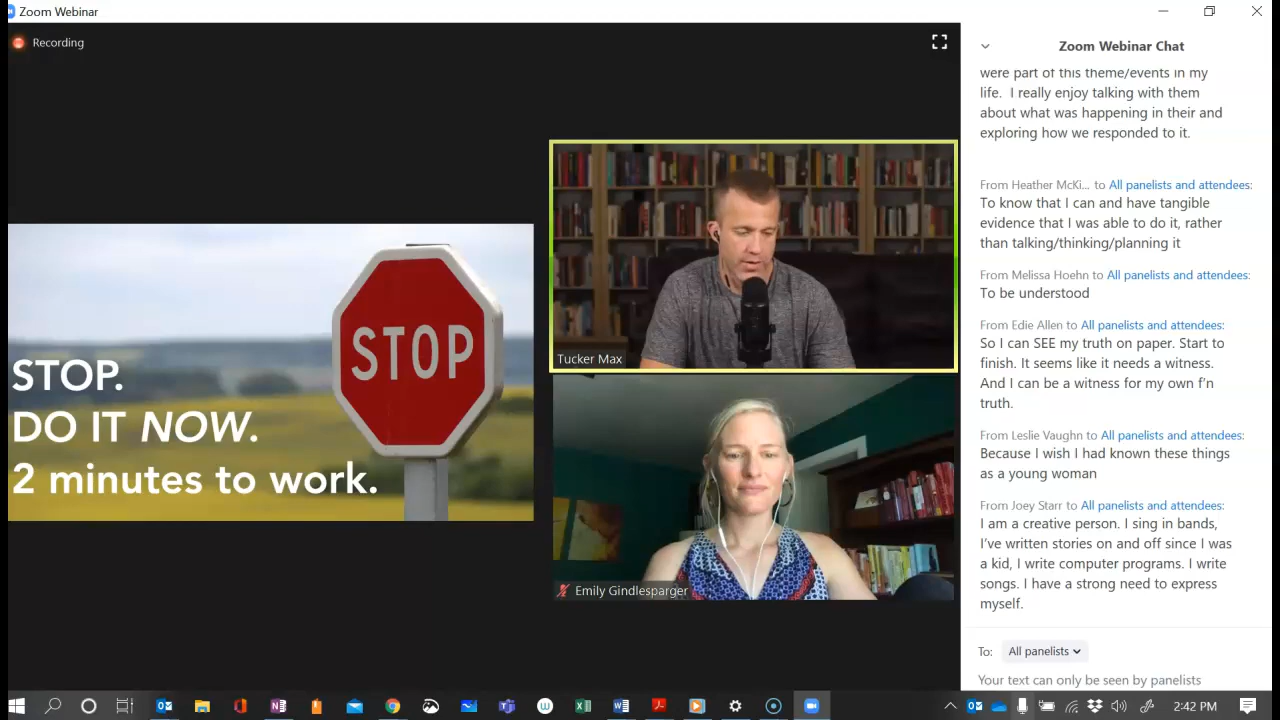 Zoom Webinar
Recording
STOP.
DO IT NOW.
2 minutes to work.
STOP
Tucker Max
Emily Gindlesparger
Zoom Webinar Chat
were part of this theme/events in my
life. I really enjoy talking with them
about what was happening in their and
exploring how we responded to it.
From Heather McKi... to All panelists and attendees:
To know that I can and have tangible
evidence that I was able to do it, rather
than talking/thinking/planning it
From Melissa Hoehn to All panelists and attendees:
To be understood
From Edie Allen to All panelists and attendees:
So I can SEE my truth on paper. Start to
finish. It seems like it needs a witness.
And I can be a witness for my own f'n
truth.
From Leslie Vaughn to All panelists and attendees:
Because I wish I had known these things
as a young woman
From Joey Starr to All panelists and attendees:
I am a creative person. I sing in bands,
I've written stories on and off since I was
a kid, I write computer programs. I write
songs. I have a strong need to express
myself.
To: All panelists
Your text can only be seen by panelists
2:42 PM